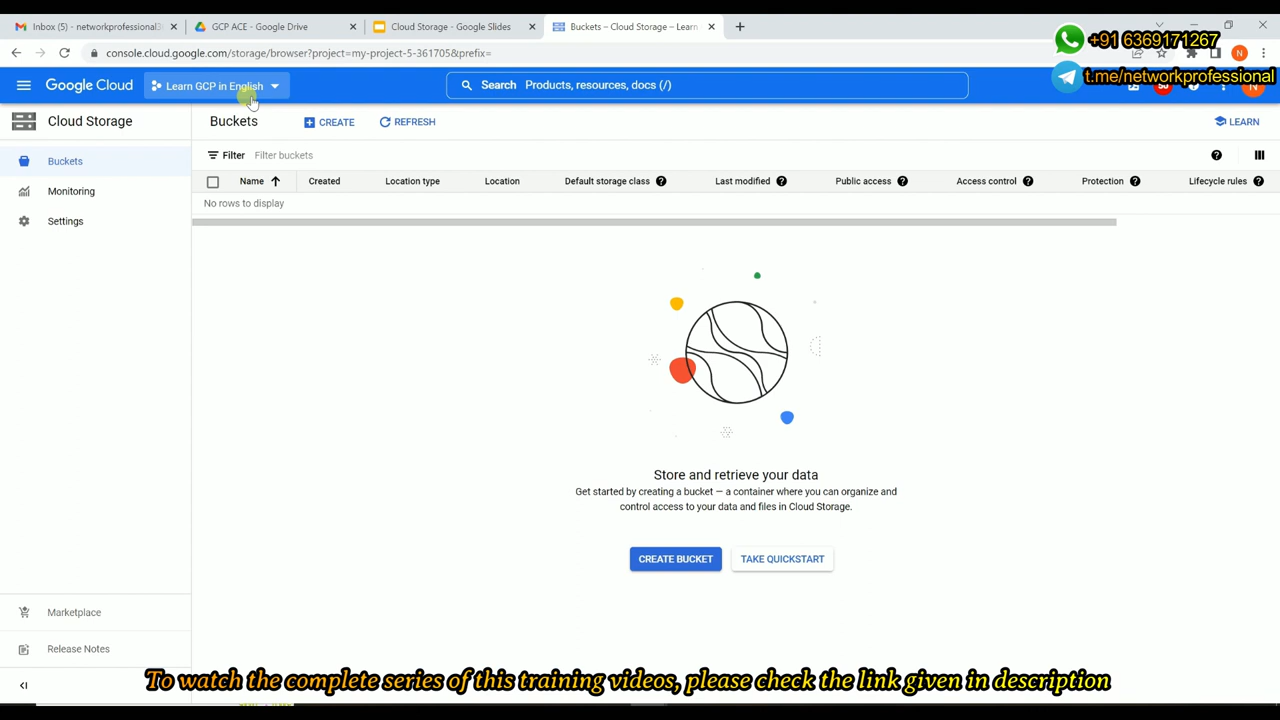 Inbox (5) - networkprofessional3
GCP ACE - Google Drive
Cloud Storage - Google Slides
Buckets – Cloud Storage – Learn
console.cloud.google.com/storage/browser?project=my-project-5-361705&prefix=
+91 6369171267
t.me/networkprofessional
Google Cloud
Learn GCP in English
Search Products, resources, docs (/)
Cloud Storage
Buckets
CREATE
REFRESH
LEARN
Buckets
Monitoring
Settings
Filter Filter buckets
Name
Created
Location type
Location
Default storage class
Last modified
Public access
Access control
Protection
Lifecycle rules
No rows to display
Store and retrieve your data
Get started by creating a bucket — a container where you can organize and
control access to your data and files in Cloud Storage.
CREATE BUCKET
TAKE QUICKSTART
Marketplace
Release Notes
To watch the complete series of this training videos, please check the link given in description